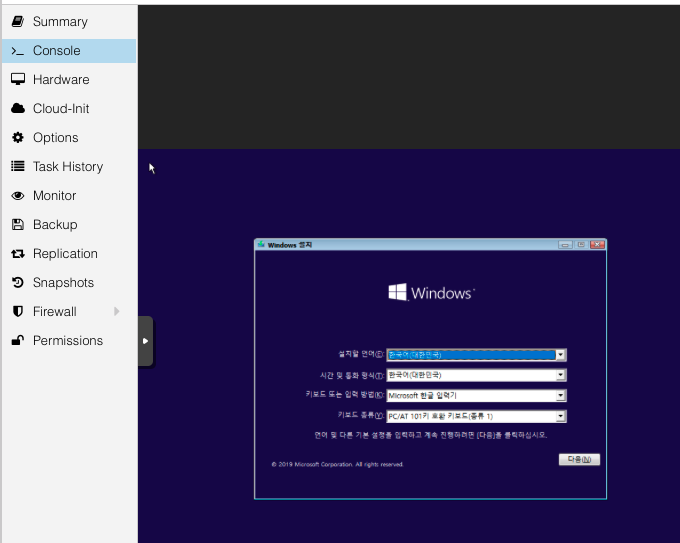 Summary
Console
Hardware
Cloud-Init
Options
Task History
Monitor
Backup
Replication
Snapshots
Firewall
Permissions
Windows 설치
Windows
설치할 언어(E): 한국어(대한민국)
시간 및 통화 형식(T): 한국어(대한민국)
키보드 또는 입력 방법(K): Microsoft 한글 입력기
키보드 종류(Y): PC/AT 101키 호환 키보드(종류 1)
언어 및 다른 기본 설정을 입력하고 계속 진행하려면 [다음]을 클릭하십시오.
© 2019 Microsoft Corporation. All rights reserved.
다음(N)